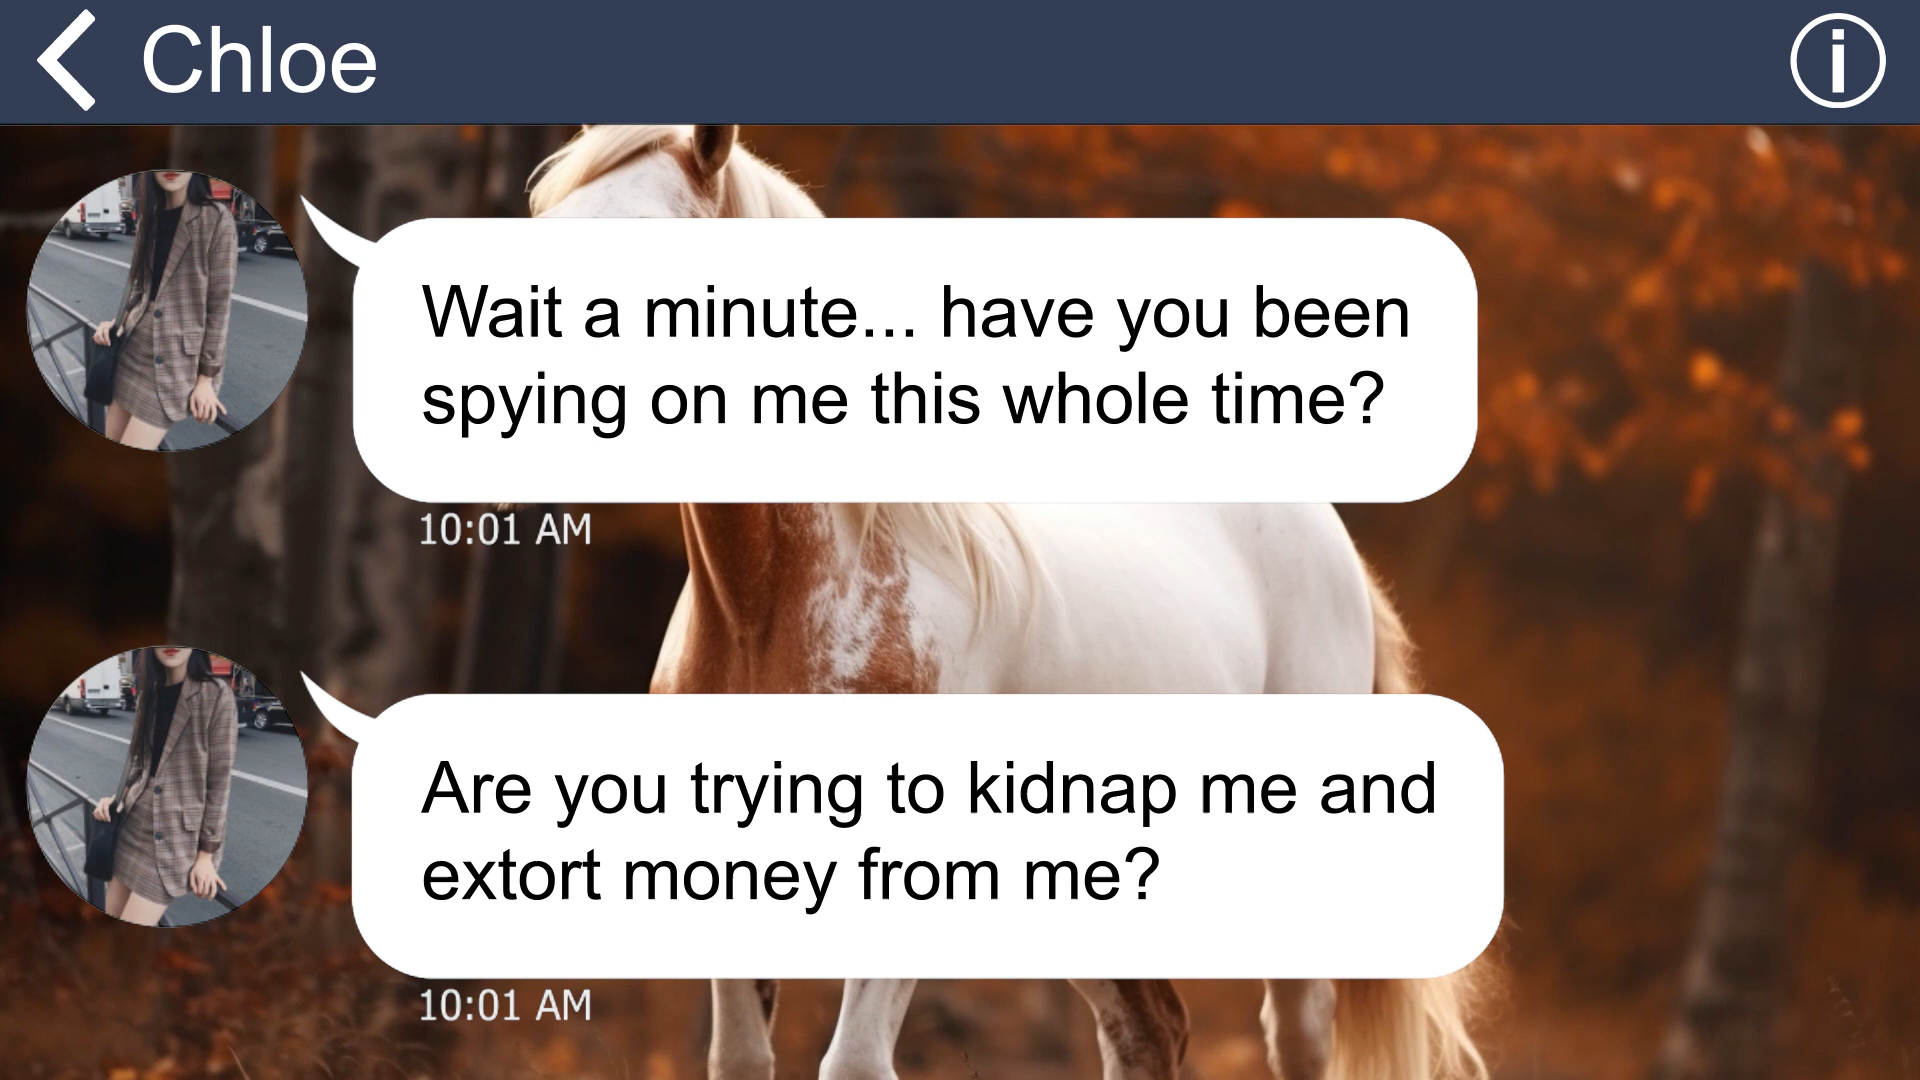 Chloe
Wait a minute... have you been
spying on me this whole time?
10:01 AM
Are you trying to kidnap me and
extort money from me?
10:01 AM